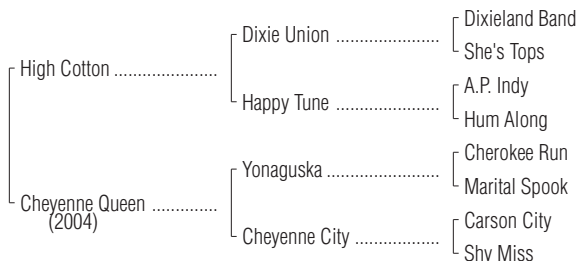 Dixieland Band
Dixie Union ........................
She's Tops
High Cotton ........................
A.P. Indy
Happy Tune ........................
Hum Along
Cherokee Run
Yonaguska ..........................
Marital Spook
Cheyenne Queen ...............
(2004)
Carson City
Cheyenne City ...................
Shy Miss